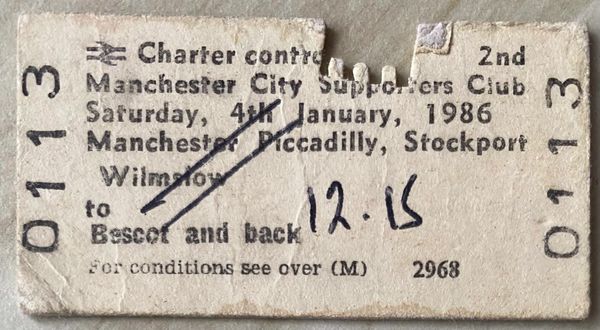 Charter contr
2nd
Manchester City Supporters Club
Saturday, 4th January, 1986
Manchester Piccadilly, Stockport
Wilmslow
to
12.15
Bescot and back
For conditions see over (M) 2968
0113
0113